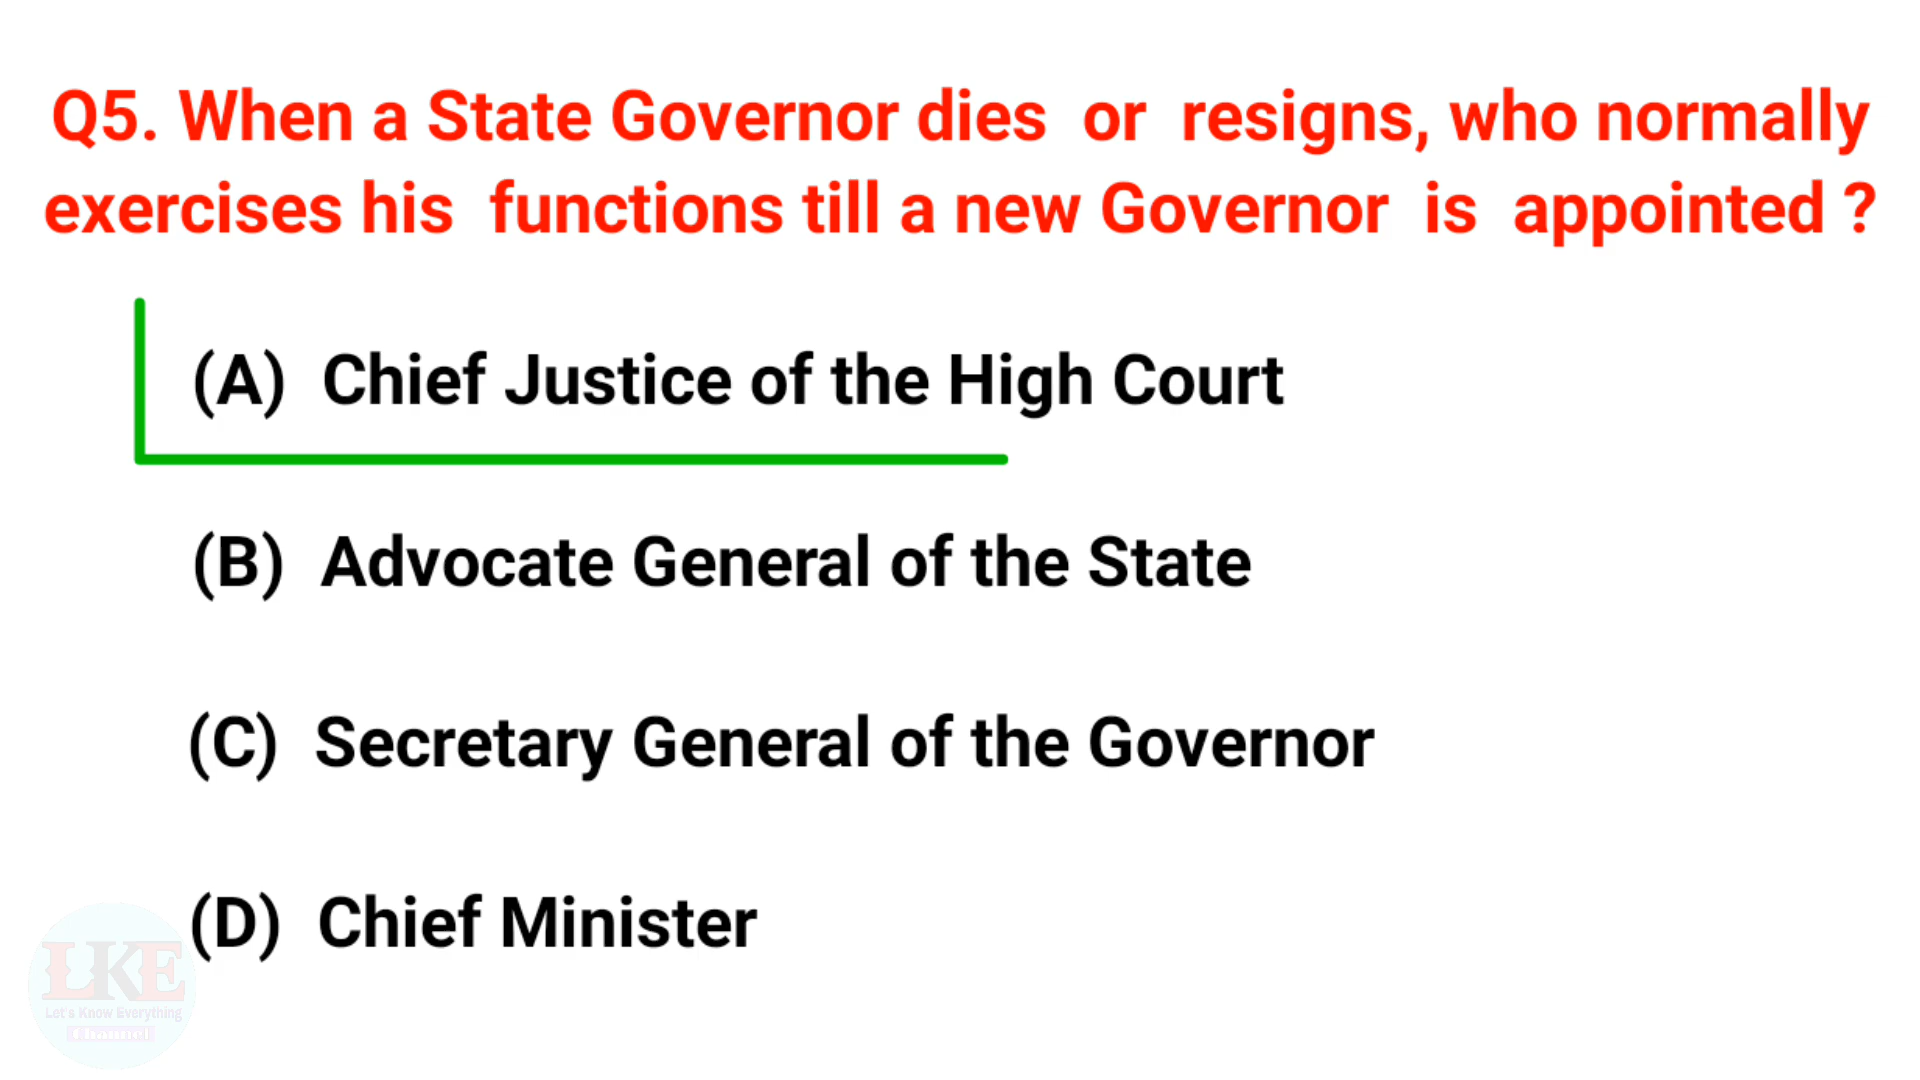 Q5. When a State Governor dies or resigns, who normally
exercises his functions till a new Governor is appointed ?
(A) Chief Justice of the High Court
(B) Advocate General of the State
(C) Secretary General of the Governor
(D) Chief Minister
LKE
Let's Know Everything